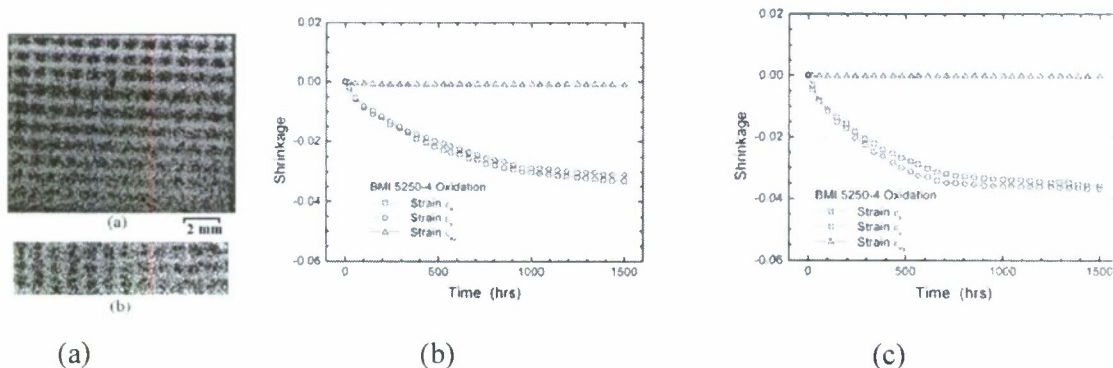 (a)
2 mm
(b)
0.02
0.00
-0.02
-0.04
-0.06
Shrinkage
BMI 5250-4 Oxidation
Strain
Strain
Strain
0
500
1000
1500
Time (hrs)
0.02
0.00
-0.02
-0.04
-0.06
Shrinkage
BMI 5250-4 Oxidation
Strain
Strain
Strain
0
500
1000
1500
Time (hrs)
(a)
(b)
(c)